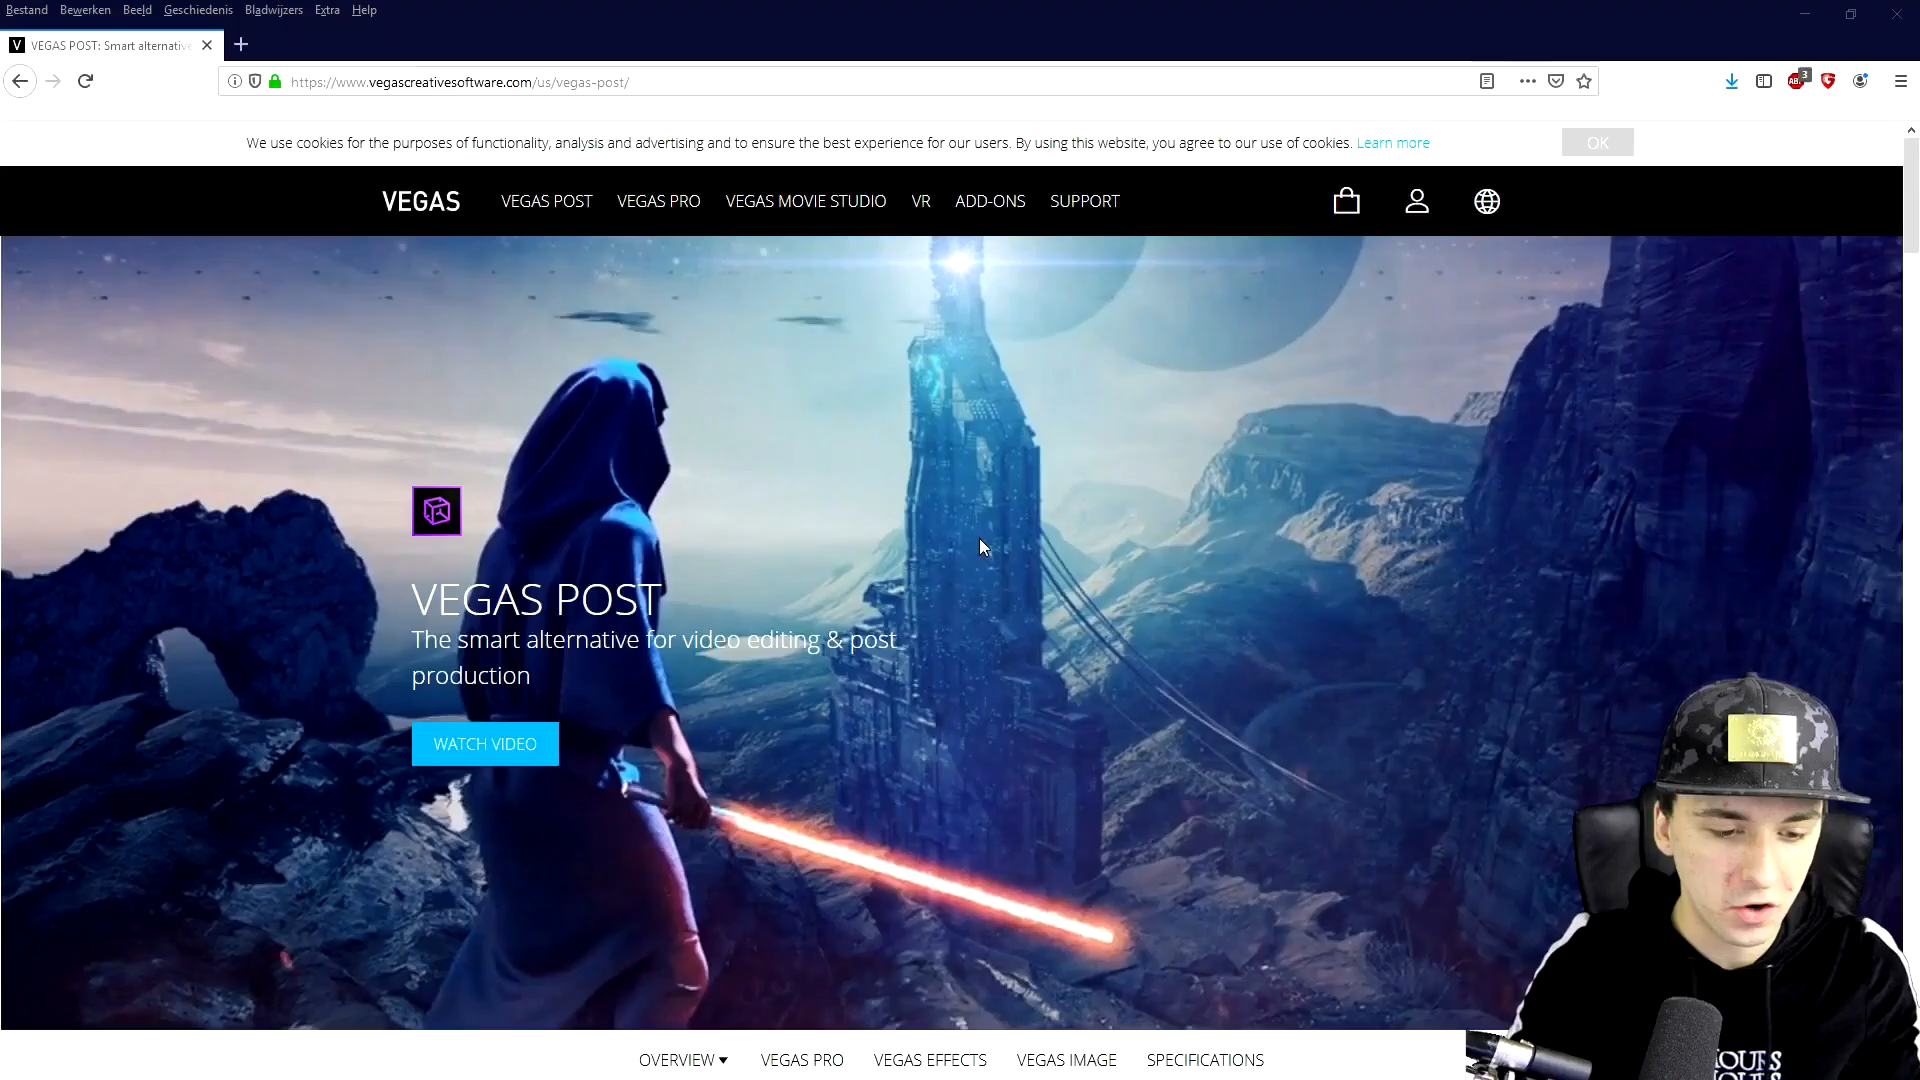 Bestand Bewerken Beeld Geschiedenis Bladwijzers Extra Help
VEGAS POST: Smart alternative
https://www.vegascreativesoftware.com/us/vegas-post/
3
We use cookies for the purposes of functionality, analysis and advertising and to ensure the best experience for our users. By using this website, you agree to our use of cookies. Learn more
OK
VEGAS
VEGAS POST VEGAS PRO VEGAS MOVIE STUDIO VR ADD-ONS SUPPORT
VEGAS POST
The smart alternative for video editing & post
production
WATCH VIDEO
OVERVIEW VEGAS PRO VEGAS EFFECTS VEGAS IMAGE SPECIFICATIONS